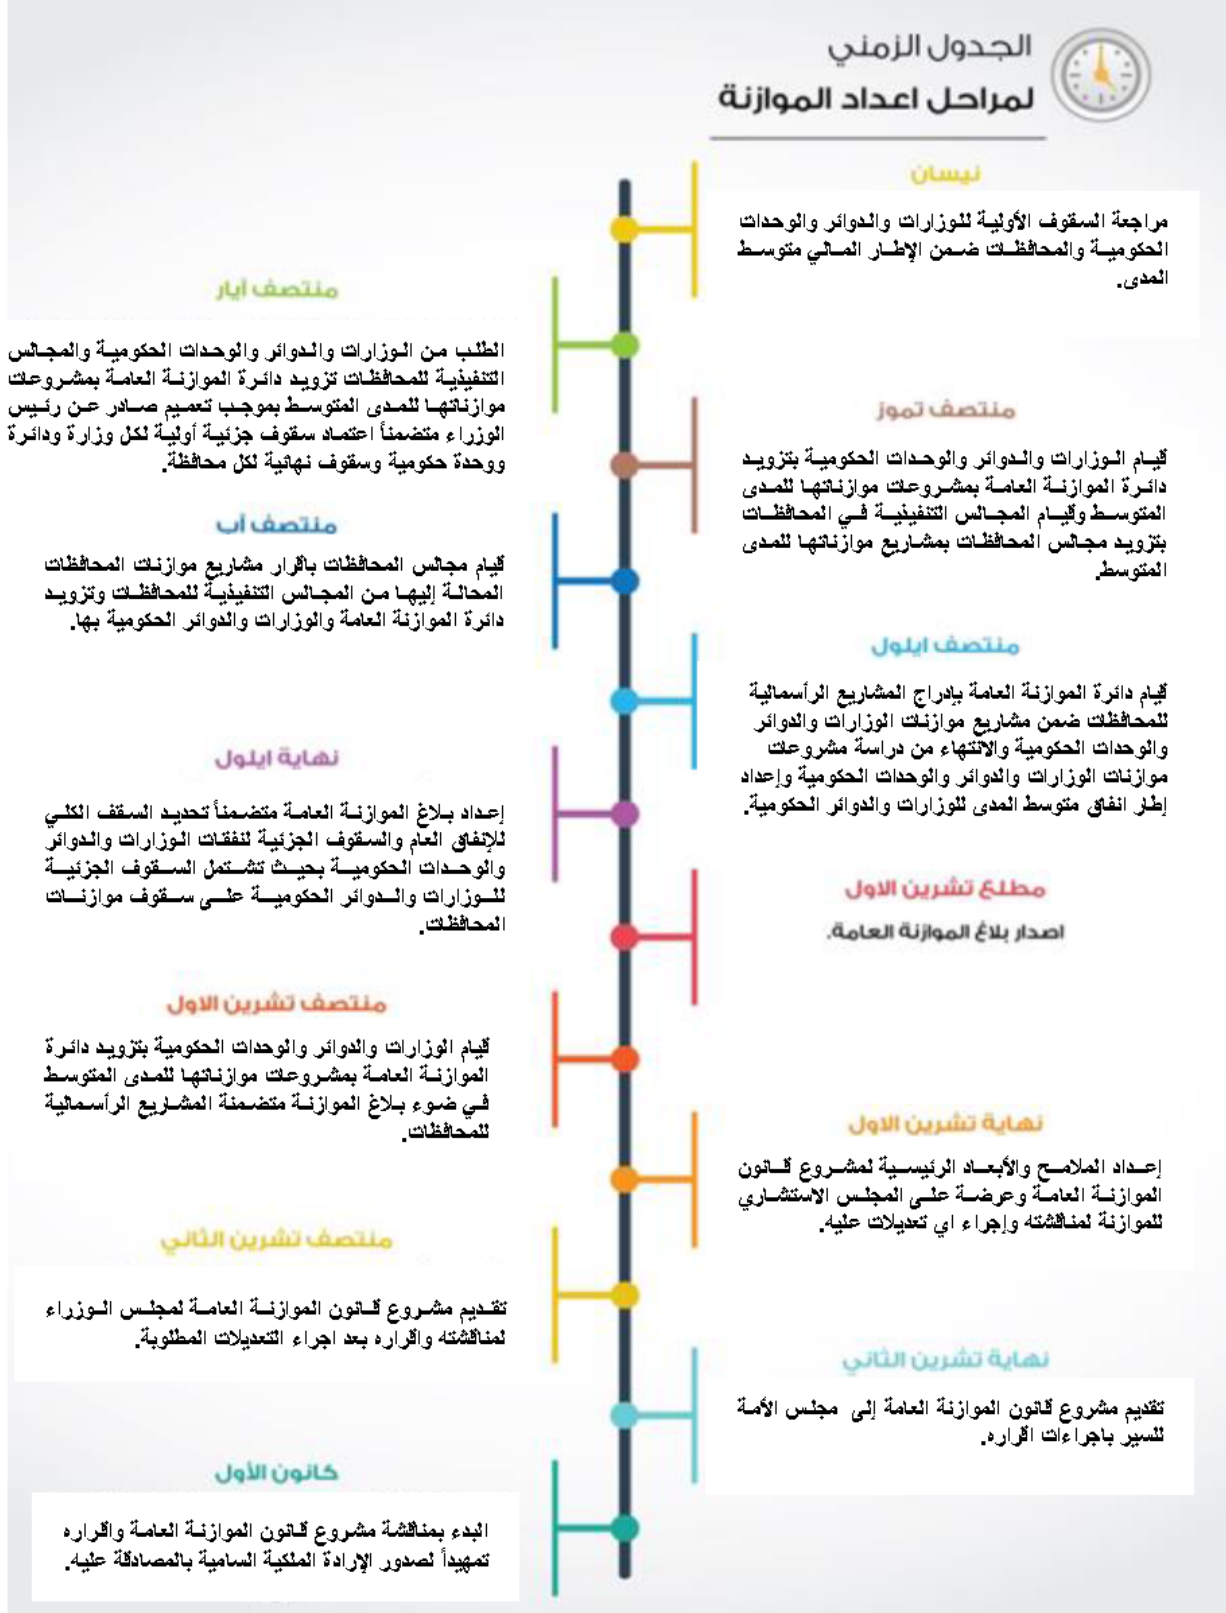 الجدول الزمني
لمراحل اعداد الموازنة
نيسان
مراجعة السقوف الأولية للوزارات والدوائر والوحدات
الحكومية والمحافظات ضمن الإطار المالي متوسط
المدى.
منتصف أيار
الطلب من الوزارات والدوائر والوحدات الحكومية والمجالس
التنفيذية للمحافظات تزويد دائرة الموازنة العامة بمشروعات
موازناتها للمدى المتوسط بموجب تعميم صادر عن رئيس
الوزراء متضمناً اعتماد سقوف جزئية أولية لكل وزارة ودائرة
ووحدة حكومية وسقوف نهائية لكل محافظة.
منتصف تموز
قيام الوزارات والدوائر والوحدات الحكومية بتزويد
دائرة الموازنة العامة بمشروعات موازناتها للمدى
المتوسط وقيام المجالس التنفيذية في المحافظات
بتزويد مجالس المحافظات بمشاريع موازناتها للمدى
المتوسط.
منتصف آب
قيام مجالس المحافظات باقرار مشاريع موازنات المحافظات
المحالة إليها من المجالس التنفيذية للمحافظات وتزويد
دائرة الموازنة العامة والوزارات والدوائر الحكومية بها.
منتصف ايلول
قيام دائرة الموازنة العامة بإدراج المشاريع الرأسمالية
للمحافظات ضمن مشاريع موازنات الوزارات والدوائر
والوحدات الحكومية والانتهاء من دراسة مشروعات
موازنات الوزارات والدوائر والوحدات الحكومية وإعداد
إطار انفاق متوسط المدى للوزارات والدوائر الحكومية.
نهاية ايلول
إعداد بلاغ الموازنة العامة متضمناً تحديد السقف الكلي
للإنفاق العام والسقوف الجزئية لنفقات الوزارات والدوائر
والوحدات الحكومية بحيث تشتمل السقوف الجزئية
للوزارات والدوائر الحكومية على سقوف موازنات
المحافظات.
مطلع تشرين الاول
اصدار بلاغ الموازنة العامة.
منتصف تشرين الاول
قيام الوزارات والدوائر والوحدات الحكومية بتزويد دائرة
الموازنة العامة بمشروعات موازناتها للمدى المتوسط
في ضوء بلاغ الموازنة متضمنة المشاريع الرأسمالية
للمحافظات.
نهاية تشرين الاول
إعداد الملامح والأبعاد الرئيسية لمشروع قانون
الموازنة العامة وعرضة على المجلس الاستشاري
للموازنة لمناقشته وإجراء اي تعديلات عليه.
منتصف تشرين الثاني
تقديم مشروع قانون الموازنة العامة لمجلس الوزراء
لمناقشته واقراره بعد اجراء التعديلات المطلوبة.
نهاية تشرين الثاني
تقديم مشروع قانون الموازنة العامة إلى مجلس الأمة
للسير باجراءات اقراره.
كانون الأول
البدء بمناقشة مشروع قانون الموازنة العامة واقراره
تمهيداً لصدور الإرادة الملكية السامية بالمصادقة عليه.